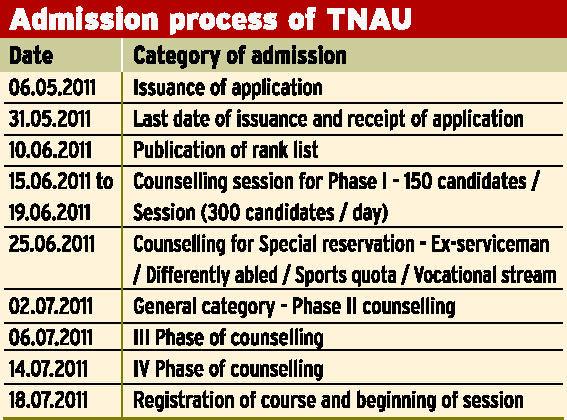 Admission process of TNAU
Date Category of admission
06.05.2011 Issuance of application
31.05.2011 Last date of issuance and receipt of application
10.06.2011 Publication of rank list
15.06.2011 to Counselling session for Phase I - 150 candidates /
19.06.2011 Session (300 candidates / day)
25.06.2011 Counselling for Special reservation - Ex-serviceman
/ Differently abled / Sports quota / Vocational stream
02.07.2011 General category - Phase II counselling
06.07.2011 III Phase of counselling
14.07.2011 IV Phase of counselling
18.07.2011 Registration of course and beginning of session